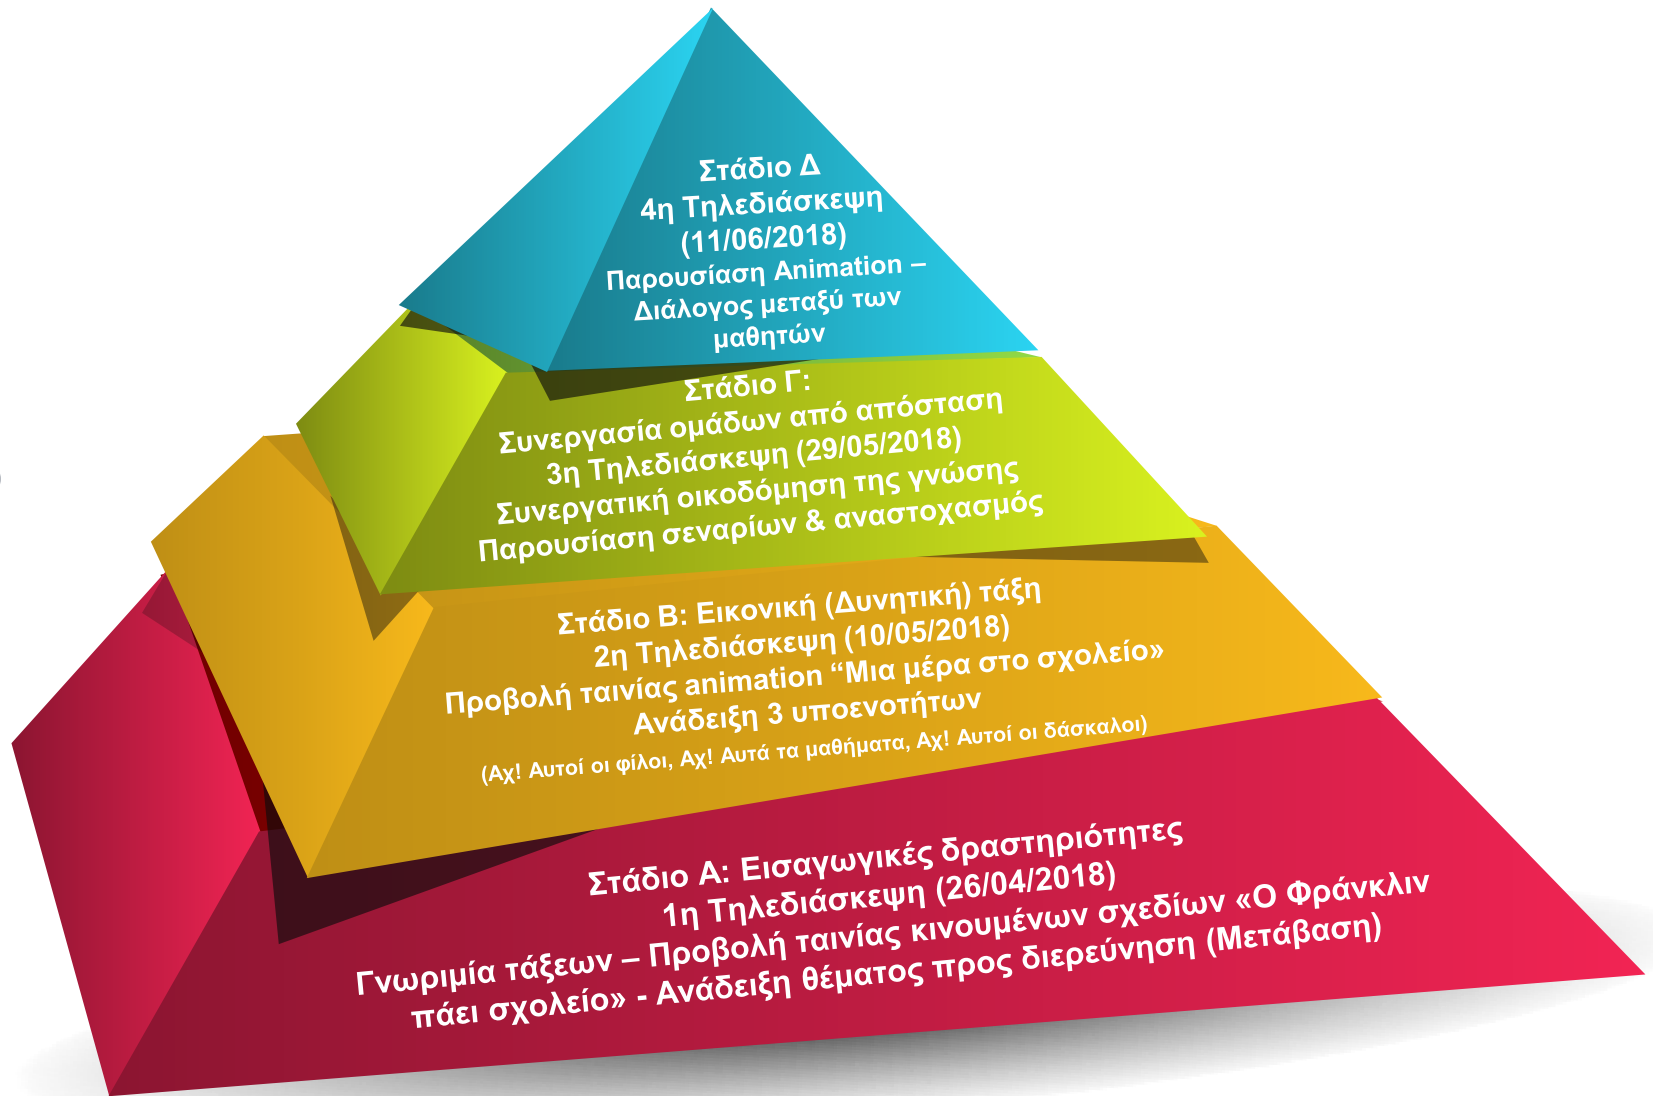 Στάδιο Δ
4η Τηλεδιάσκεψη
(11/06/2018)
Παρουσίαση Animation –
Διάλογος μεταξύ των
μαθητών
Στάδιο Γ:
Συνεργασία ομάδων από απόσταση
3η Τηλεδιάσκεψη (29/05/2018)
Συνεργατική οικοδόμηση της γνώσης
Παρουσίαση σεναρίων & αναστοχασμός
Στάδιο Β: Εικονική (Δυνητική) τάξη
2η Τηλεδιάσκεψη (10/05/2018)
Προβολή ταινίας animation “Μια μέρα στο σχολείο»
Ανάδειξη 3 υποενοτήτων
(Αχ! Αυτοί οι φίλοι, Αχ! Αυτά τα μαθήματα, Αχ! Αυτοί οι δάσκαλοι)
Στάδιο Α: Εισαγωγικές δραστηριότητες
1η Τηλεδιάσκεψη (26/04/2018)
Γνωριμία τάξεων – Προβολή ταινίας κινουμένων σχεδίων «Ο Φράνκλιν
πάει σχολείο» - Ανάδειξη θέματος προς διερεύνηση (Μετάβαση)